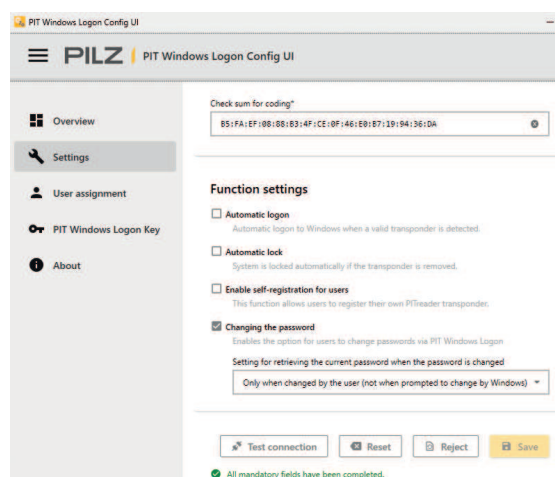 PIT Windows Logon Config UI
PILZ PIT Windows Logon Config UI
Overview
Settings
User assignment
PIT Windows Logon Key
About
Check sum for coding*
B5:FA:EF:08:88:B3:4F:CE:0F:46:E0:B7:19:94:36:DA
Function settings
Automatic logon
Automatic logon to Windows when a valid transponder is detected.
Automatic lock
System is locked automatically if the transponder is removed.
Enable self-registration for users
This function allows users to register their own PITreader transponder.
Changing the password
Enables the option for users to change passwords via PIT Windows Logon
Setting for retrieving the current password when the password is changed
Only when changed by the user (not when prompted to change by Windows)
Test connection Reset Reject Save
All mandatory fields have been completed.